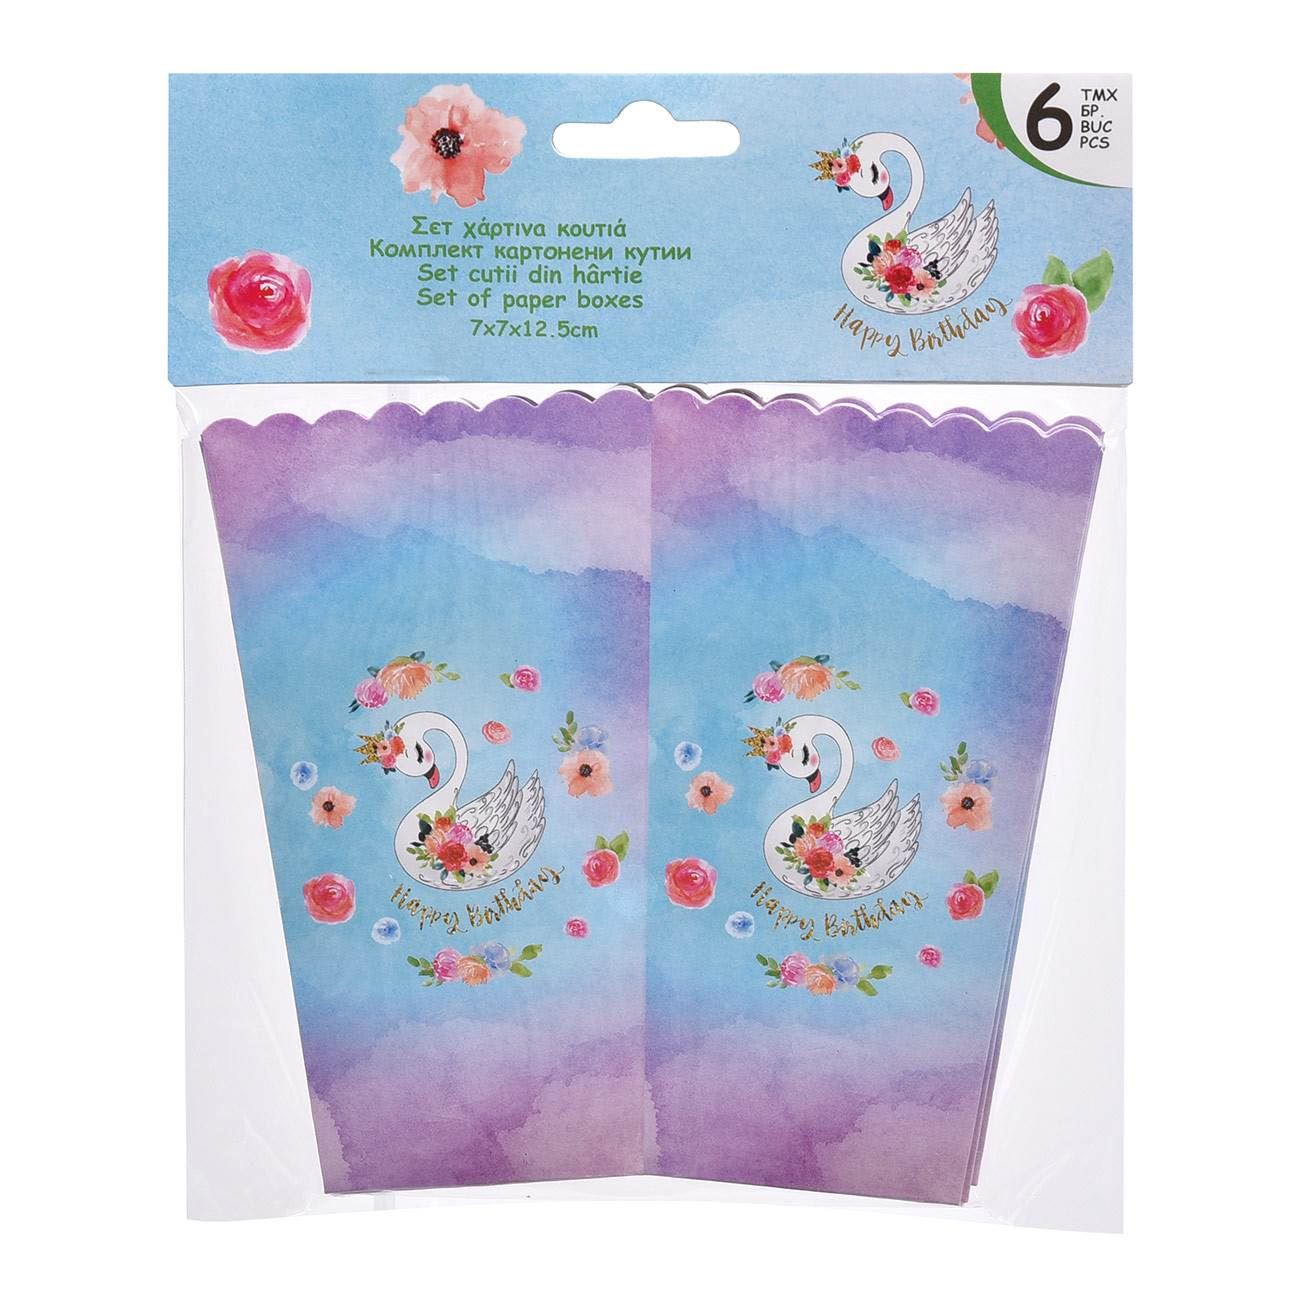 6
ΤΜΧ
БР.
BUC
PCS
Σετ χάρτινα κουτιά
Комплект картонени кутии
Set cutii din hârtie
Set of paper boxes
7x7x12.5cm
Happy Birthday
Happy Birthday
Happy Birthday